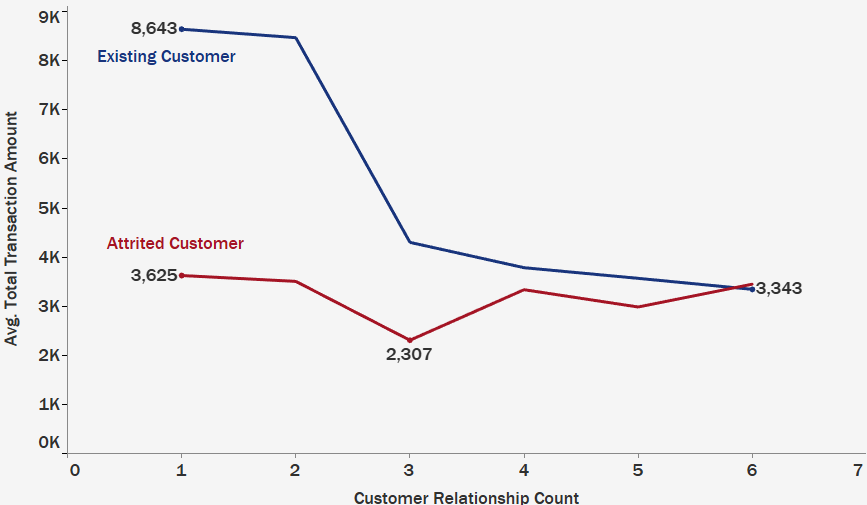 9K
8,643
Existing Customer
8K
7K
6K
5K
Attrited Customer
4K
3,625
3,343
3K
2,307
2K
1K
0K
0 1 2 3 4 5 6 7
Customer Relationship Count
Avg. Total Transaction Amount